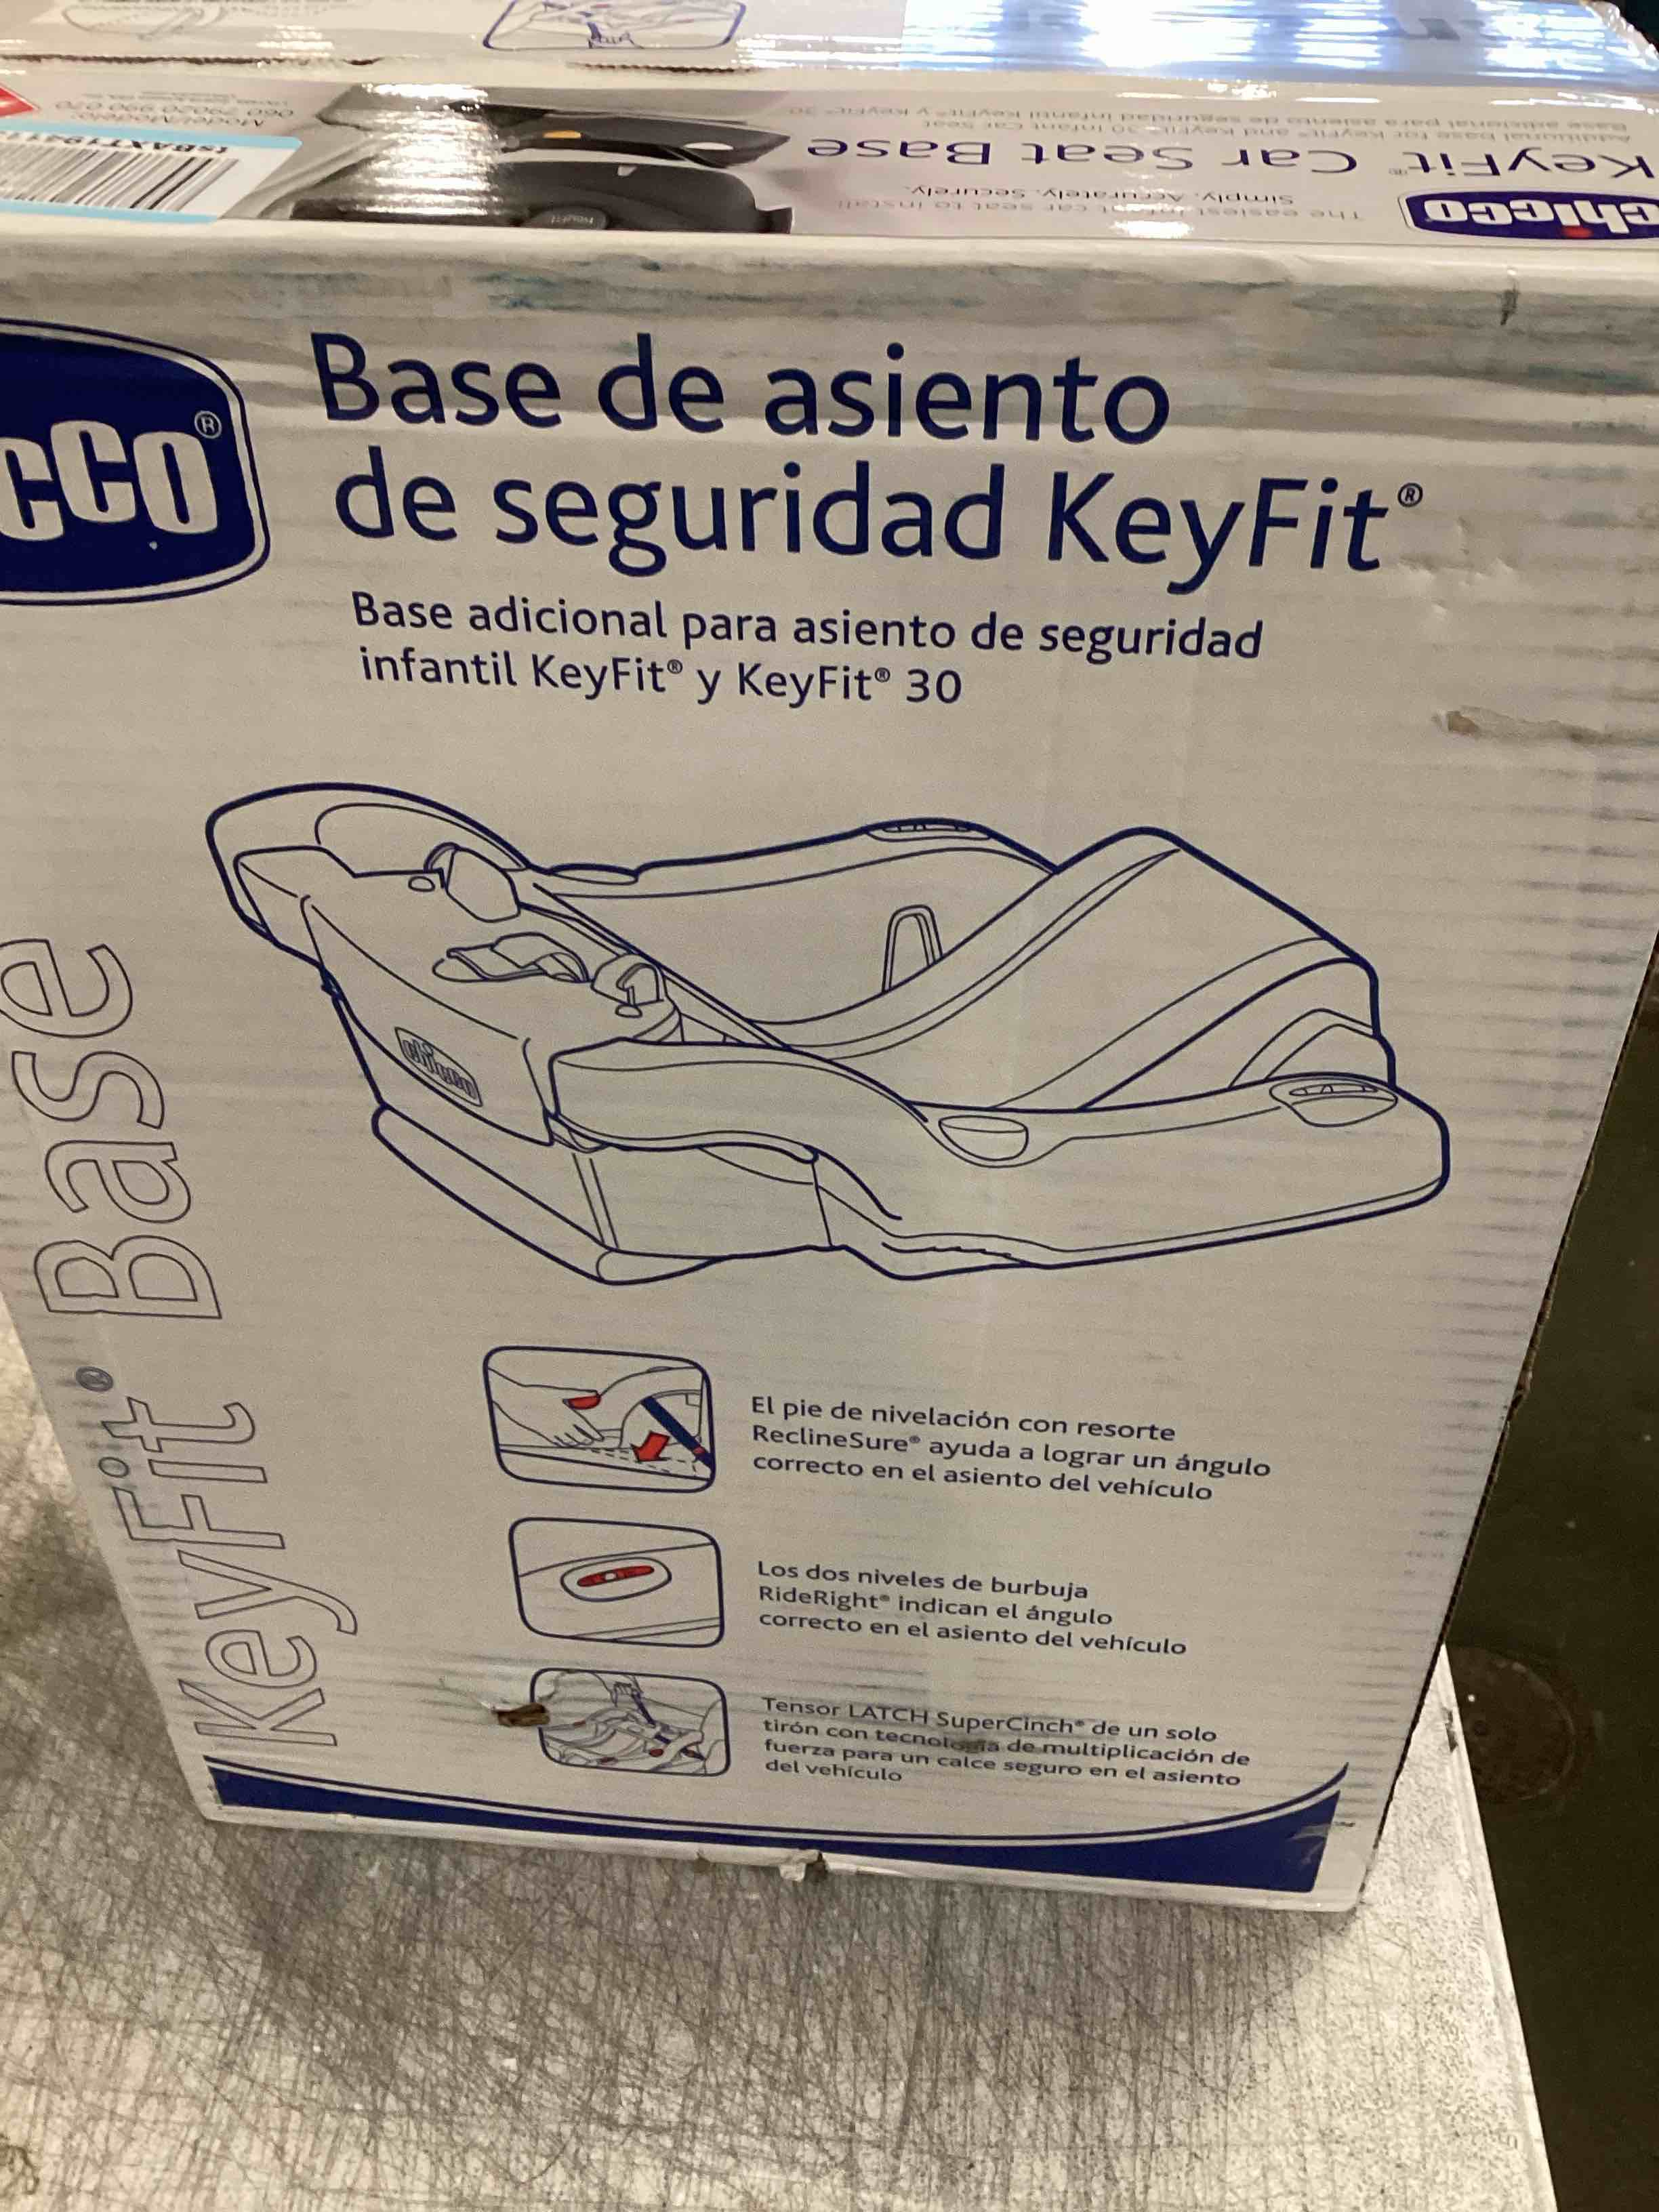 chicco
KeyFit® Car Seat Base
The easiest infant car seat to install
Simply. Accurately. Securely.
Additional base for KeyFit® and KeyFit® 30 Infant Car Seat
Base adicional para asiento de seguridad infantil KeyFit® y KeyFit® 30
Model/Modelo:
KeyFit
cco®
Base de asiento
de seguridad KeyFit®
Base adicional para asiento de seguridad
infantil KeyFit® y KeyFit® 30
chicco
KeyFit® Base
El pie de nivelación con resorte
ReclineSure® ayuda a lograr un ángulo
correcto en el asiento del vehículo
Los dos niveles de burbuja
RideRight® indican el ángulo
correcto en el asiento del vehículo
Tensor LATCH SuperCinch® de un solo
tirón con tecnología de multiplicación de
fuerza para un calce seguro en el asiento
del vehículo